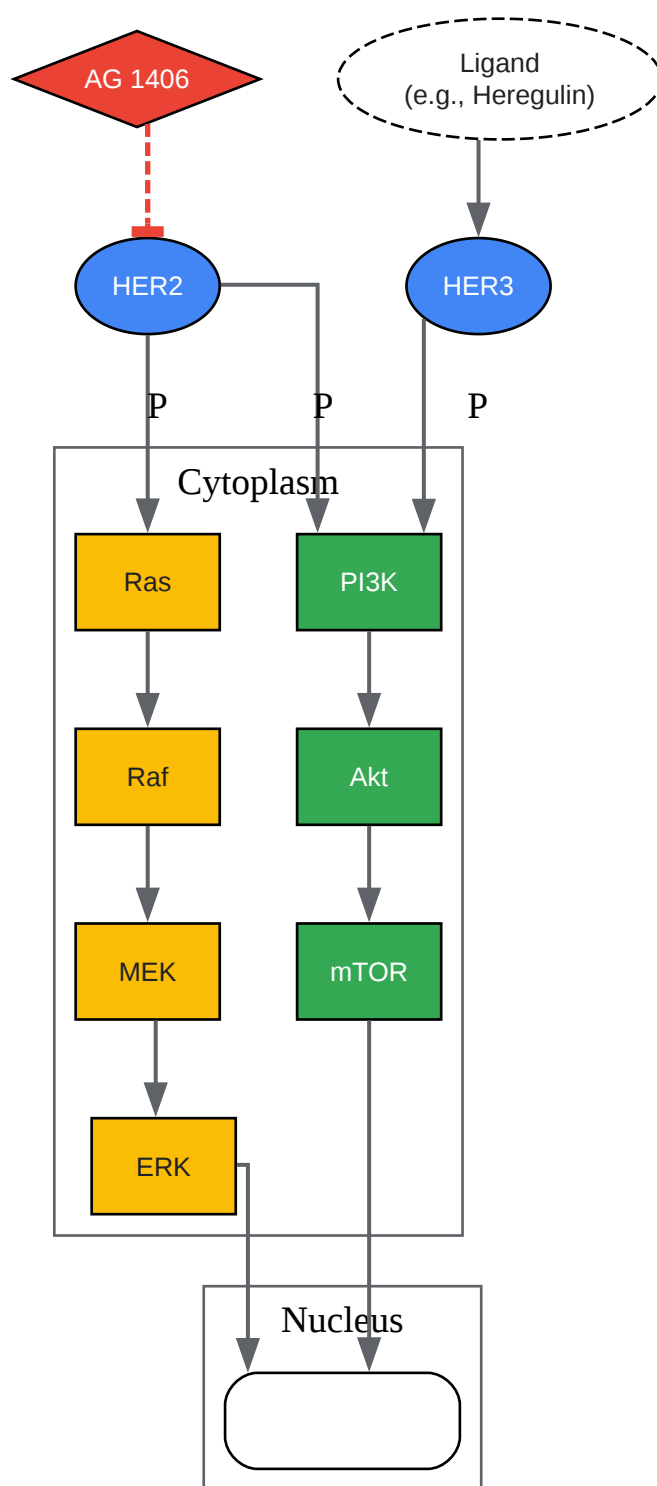 AG 1406
Ligand
(e.g., Heregulin)
HER2
HER3
P
P
P
Cytoplasm
Ras
PI3K
Raf
Akt
MEK
mTOR
ERK
Nucleus